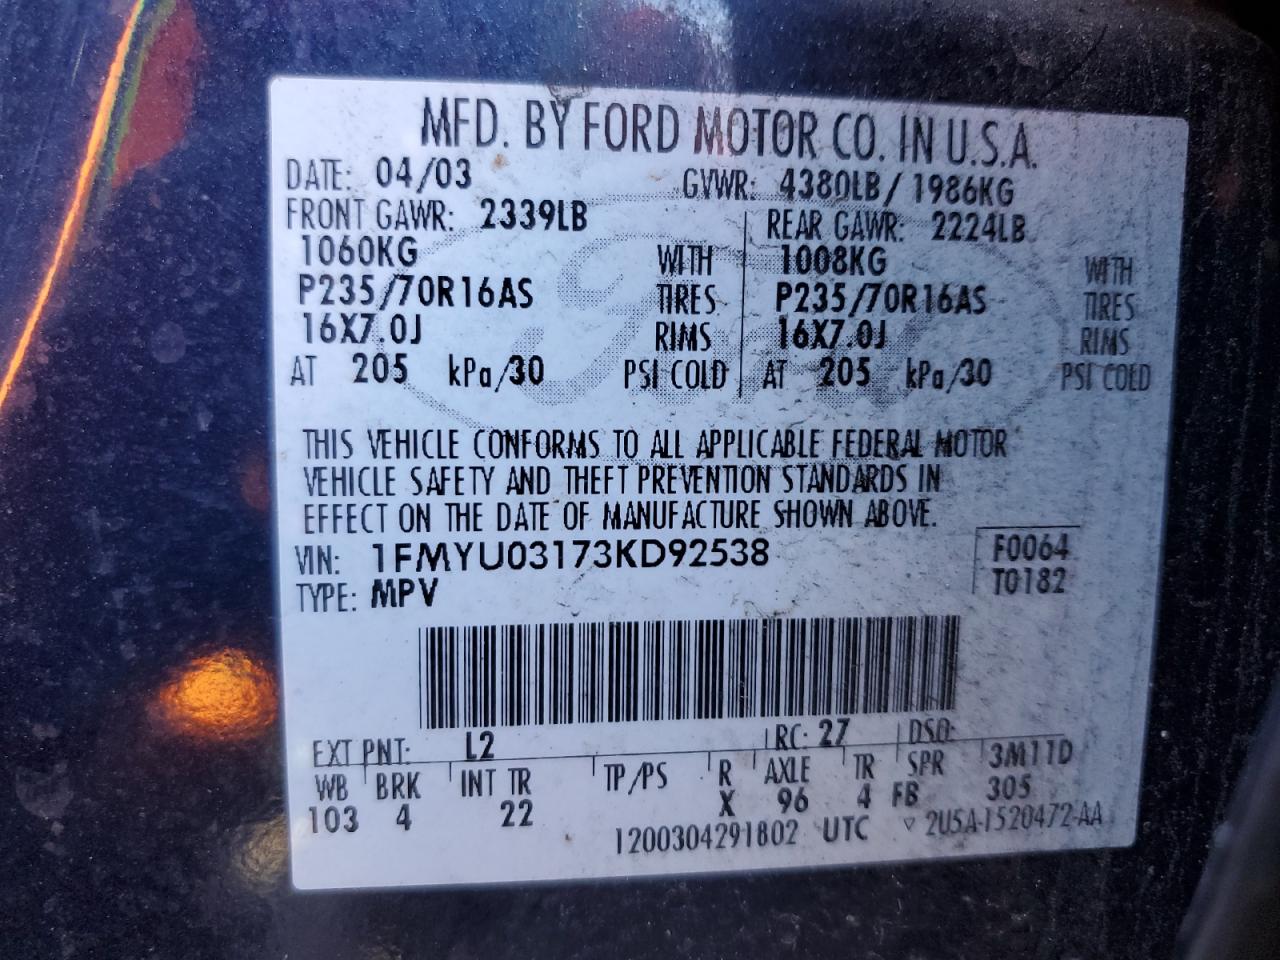 MFD. BY FORD MOTOR CO. IN U.S.A.
DATE: 04/03 GVWR: 4380LB/ 1986KG
FRONT GAWR: 2339LB REAR GAWR: 2224LB
1060KG WITH 1008KG WITH
P235/70R16AS TIRES P235/70R16AS TIRES
16X7.0J RIMS 16X7.0J RIMS
AT 205 kPa/30 PSI COLD AT 205 kPa/30 PSI COLD
Ford
THIS VEHICLE CONFORMS TO ALL APPLICABLE FEDERAL MOTOR
VEHICLE SAFETY AND THEFT PREVENTION STANDARDS IN
EFFECT ON THE DATE OF MANUFACTURE SHOWN ABOVE.
VIN: 1FMYU03173KD92538 F0064
TYPE: MPV T0182
EXT PNT: L2 RC: 27 DSO:
WB BRK INT TR TP/PS R AXLE TR SPR 3M11D
103 4 22 X 96 4 FB 305
1200304291802 UTC ▽ 2U5A-1520472-AA